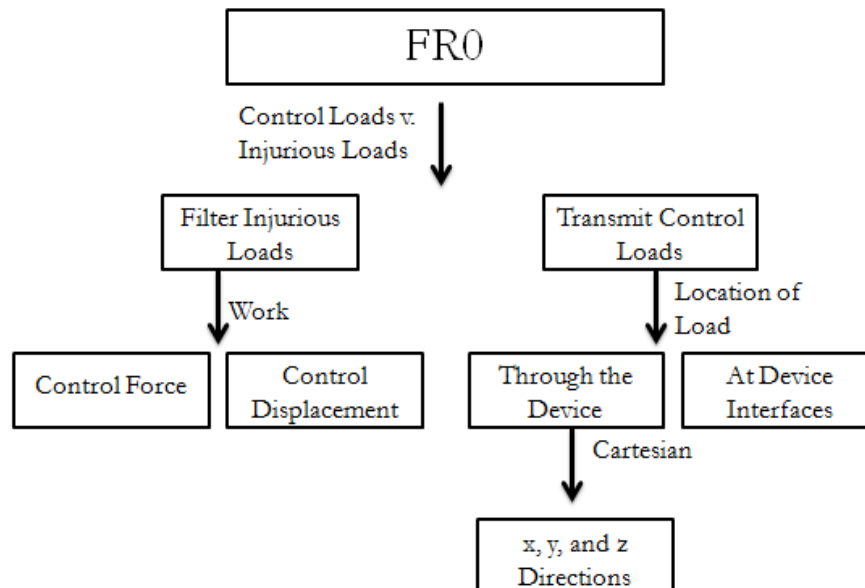 FR0
Control Loads v.
Injurious Loads
Filter Injurious
Loads
Transmit Control
Loads
Work
Location of
Load
Control Force
Control
Displacement
Through the
Device
At Device
Interfaces
Cartesian
x, y, and z
Directions